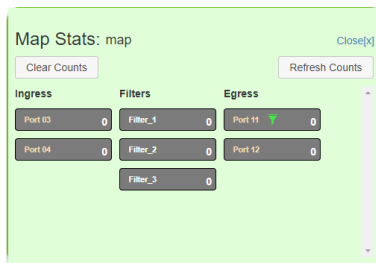 Map Stats: map
Close[x]
Clear Counts
Refresh Counts
Ingress Filters Egress
Port 03 0 Filter_1 0 Port 11 0
Port 04 0 Filter_2 0 Port 12 0
Filter_3 0